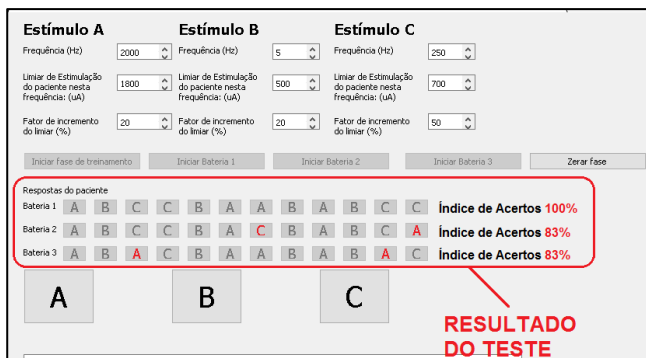 Estímulo A Estímulo B Estímulo C
Frequência (Hz) 2000 Frequência (Hz) 5 Frequência (Hz) 250
Limiar de Estimulação do paciente nesta frequência: (uA) 1800 Limiar de Estimulação do paciente nesta frequência: (uA) 500 Limiar de Estimulação do paciente nesta frequência: (uA) 700
Fator de incremento do limiar (%) 20 Fator de incremento do limiar (%) 20 Fator de incremento do limiar (%) 50
Iniciar fase de treinamento Iniciar Bateria 1 Iniciar Bateria 2 Iniciar Bateria 3 Zerar fase
Respostas do paciente
Bateria 1 A B C C B A A B A B C C Índice de Acertos 100%
Bateria 2 A B C C B A C B A B C A Índice de Acertos 83%
Bateria 3 A B A C B A A B A B A C Índice de Acertos 83%
A B C
RESULTADO
DO TESTE